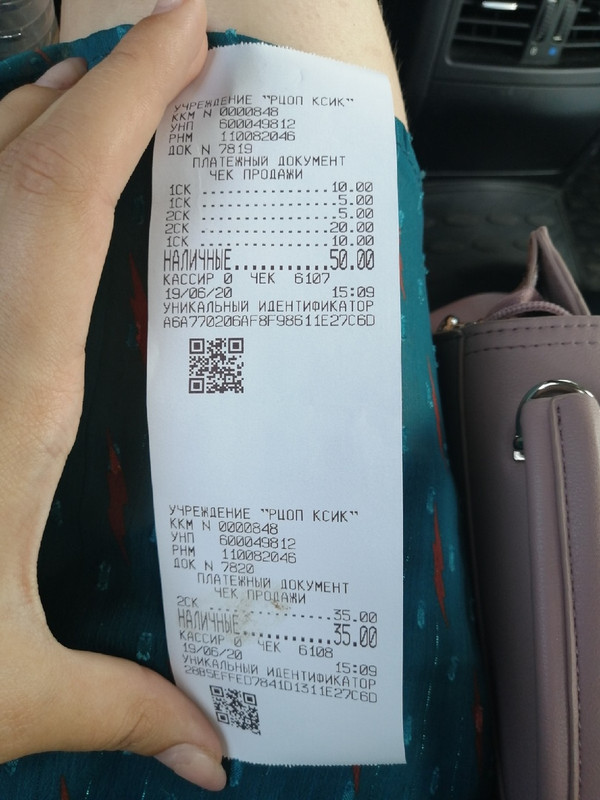 УЧРЕЖДЕНИЕ "РЦОП КСИК"
ККМ N 0000848
УНП 600049812
РНМ 110082046
ДОК N 7819
ПЛАТЕЖНЫЙ ДОКУМЕНТ
ЧЕК ПРОДАЖИ
1СК ..................10.00
1СК ..................5.00
2СК ..................5.00
2СК ..................20.00
1СК ..................10.00
НАЛИЧНЫЕ..........50.00
КАССИР 0 ЧЕК 6107
19/06/20 15:09
УНИКАЛЬНЫЙ ИДЕНТИФИКАТОР
A6A770206AF8F98611E27C6D
УЧРЕЖДЕНИЕ "РЦОП КСИК"
ККМ N 0000848
УНП 600049812
РНМ 110082046
ДОК N 7820
ПЛАТЕЖНЫЙ ДОКУМЕНТ
ЧЕК ПРОДАЖИ
2СК ..................35.00
НАЛИЧНЫЕ..........35.00
КАССИР 0 ЧЕК 6108
19/06/20 15:09
УНИКАЛЬНЫЙ ИДЕНТИФИКАТОР